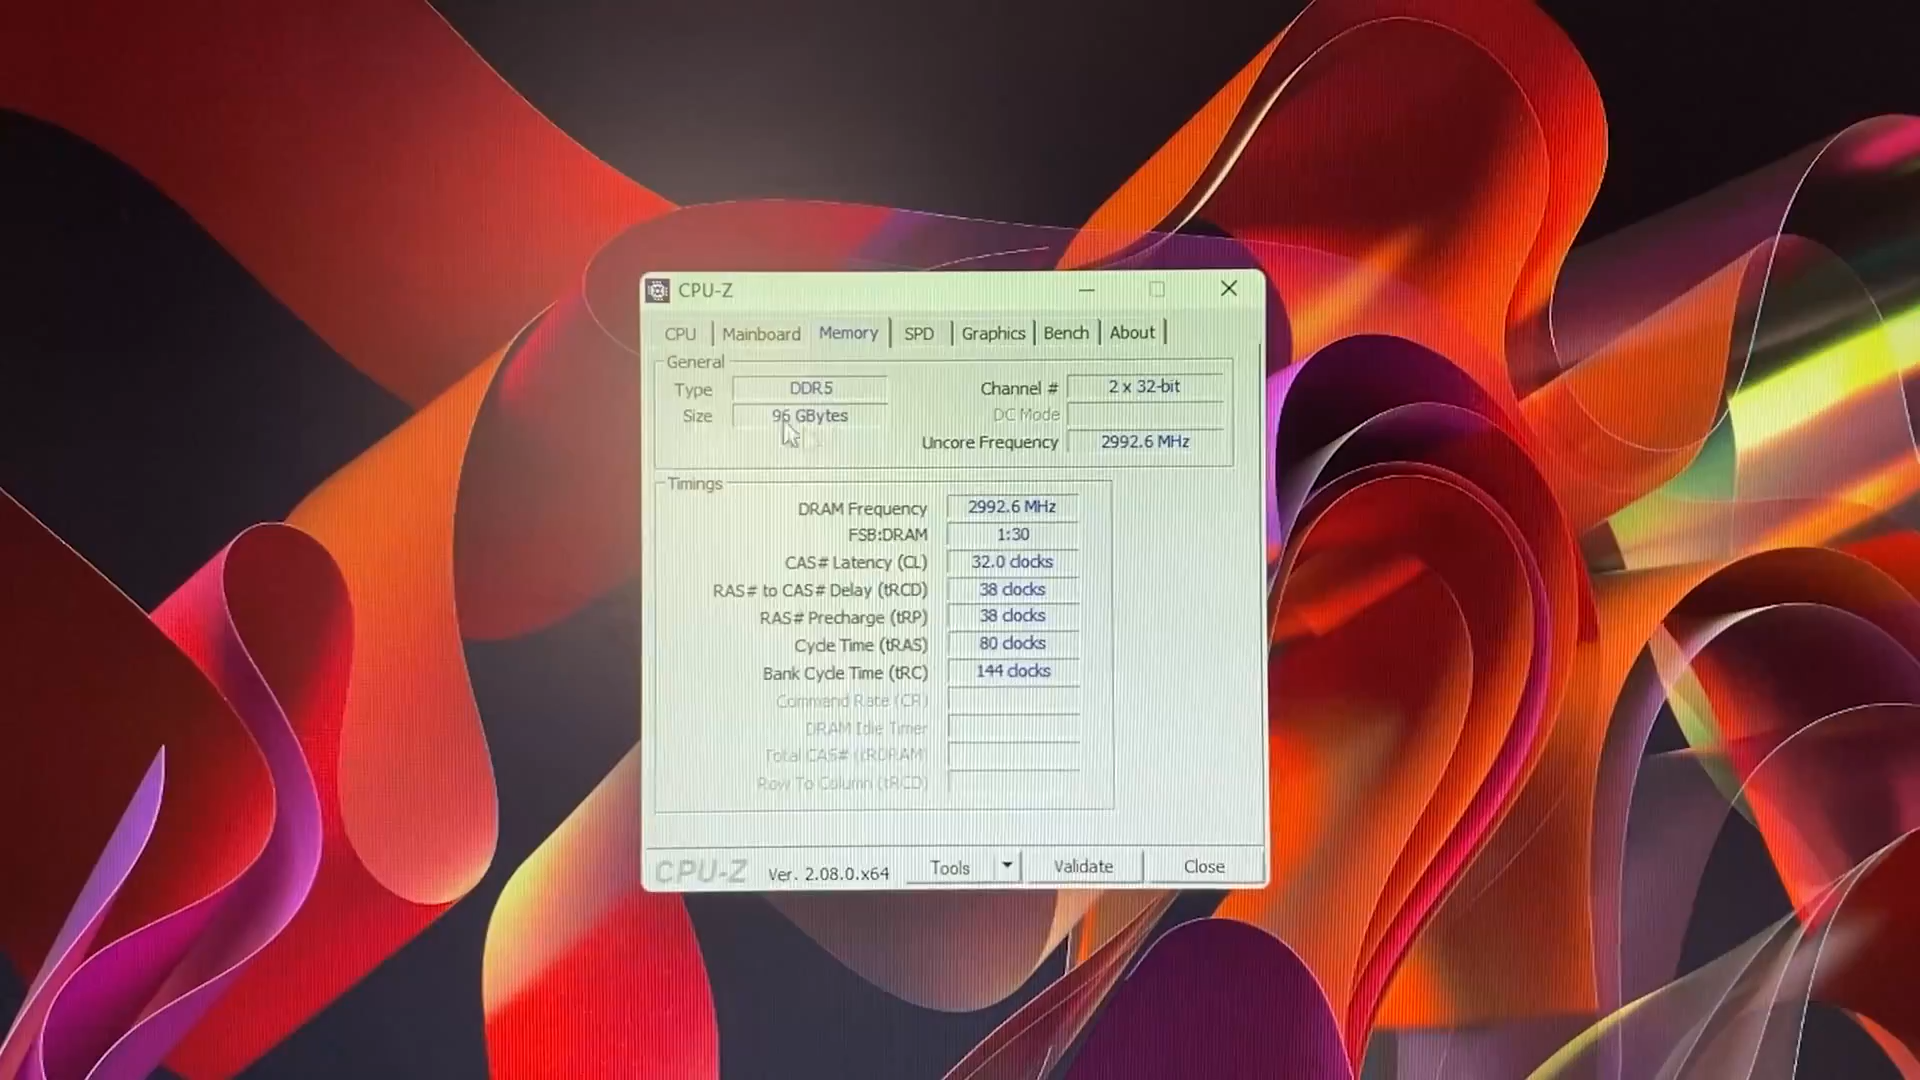 CPU-Z
CPU Mainboard Memory SPD Graphics Bench About
General
Type DDR5 Channel # 2 x 32-bit
Size 96 GBytes DC Mode
Uncore Frequency 2992.6 MHz
Timings
DRAM Frequency 2992.6 MHz
FSB:DRAM 1:30
CAS# Latency (CL) 32.0 clocks
RAS# to CAS# Delay (tRCD) 38 clocks
RAS# Precharge (tRP) 38 clocks
Cycle Time (tRAS) 80 clocks
Bank Cycle Time (tRC) 144 clocks
Command Rate (CR)
DRAM Idle Timer
Total CAS# (tRDRAM)
Row To Column (tRCD)
CPU-Z Ver. 2.08.0.x64 Tools Validate Close